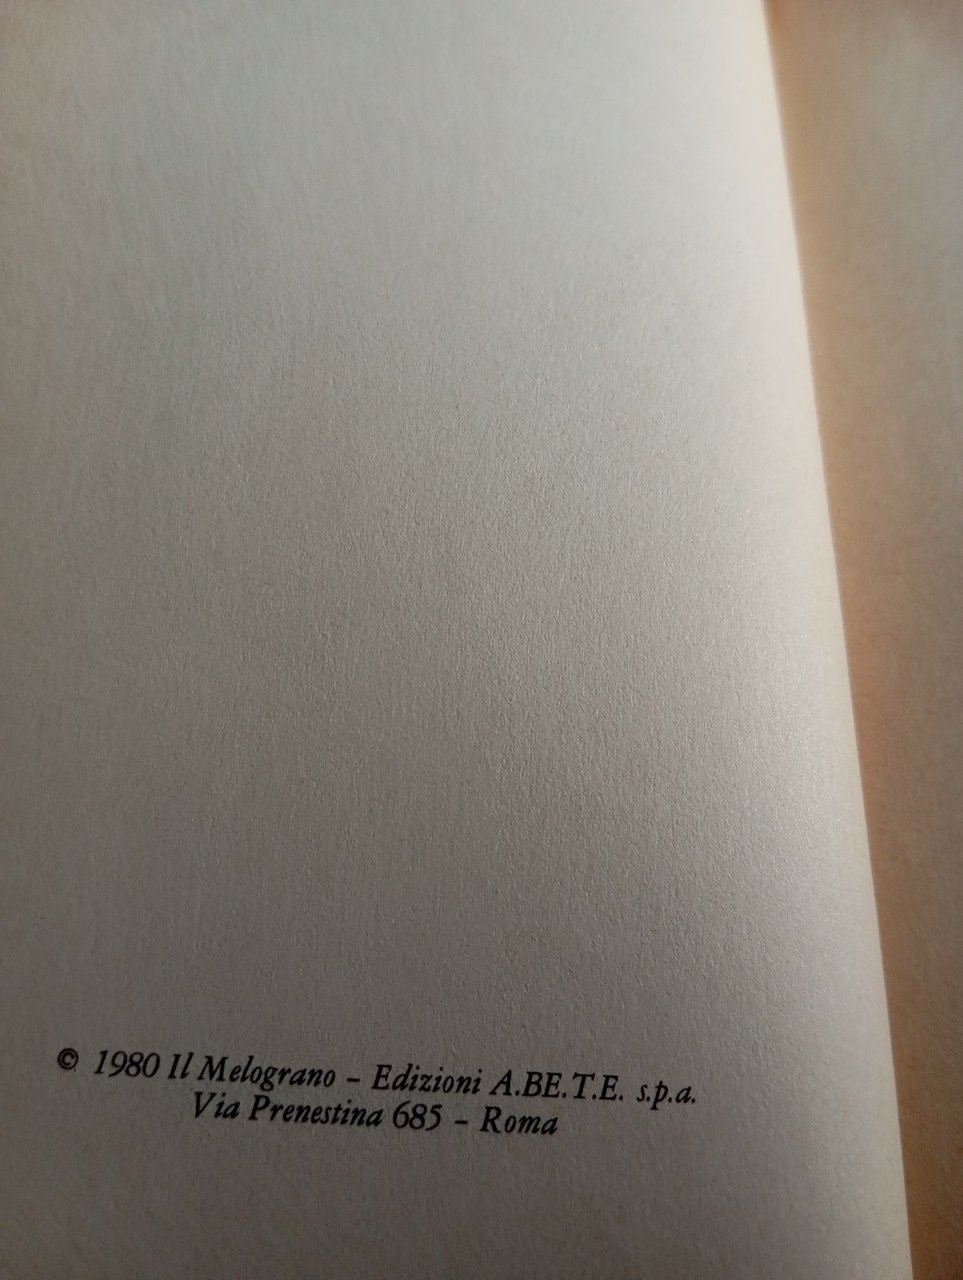 © 1980 Il Melograno - Edizioni A.BE.T.E. s.p.a.
Via Prenestina 685 - Roma